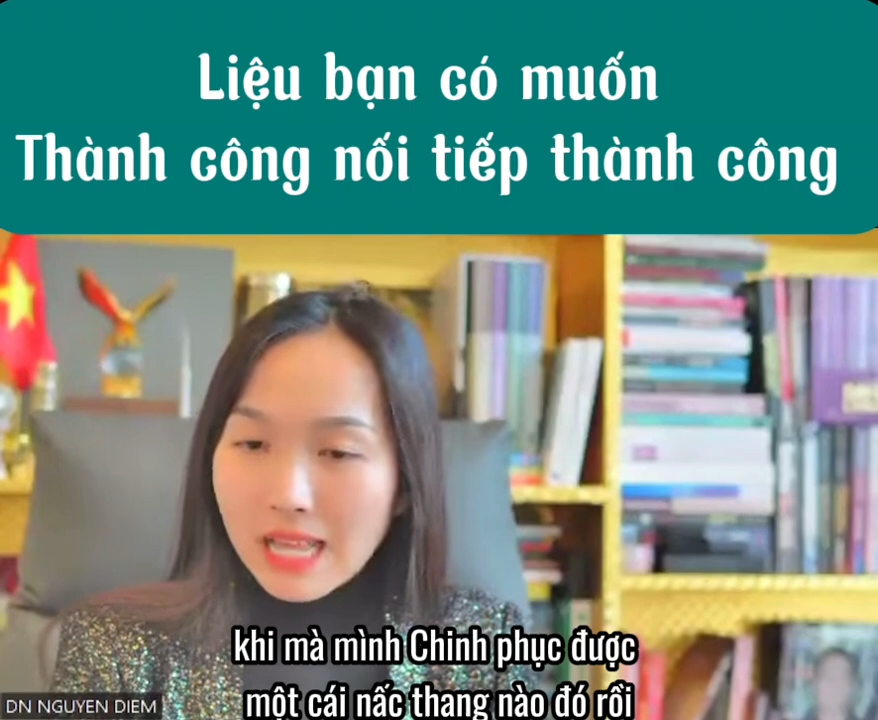 Liệu bạn có muốn
Thành công nối tiếp thành công
khi mà mình Chinh phục được
một cái nấc thang nào đó rồi
DN NGUYEN DIEM